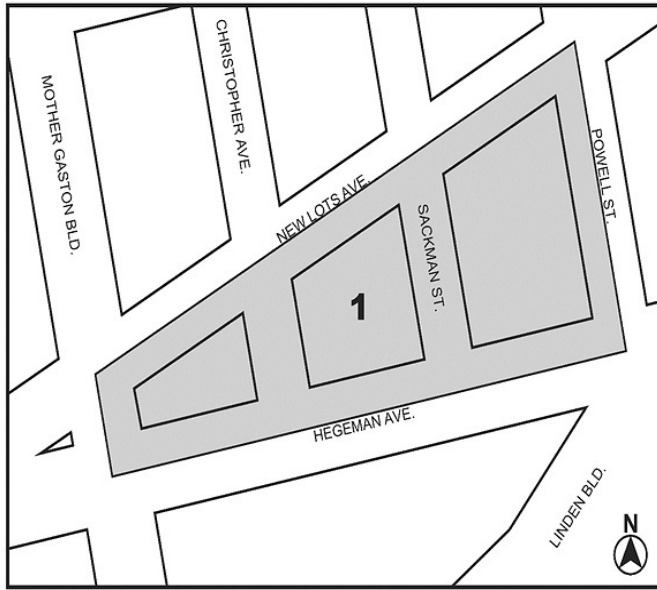 MOTHER GASTON BLD.
CHRISTOPHER AVE.
NEW LOTS AVE.
SACKMAN ST.
POWELL ST.
1
HEGEMAN AVE.
LINDEN BLD.
N